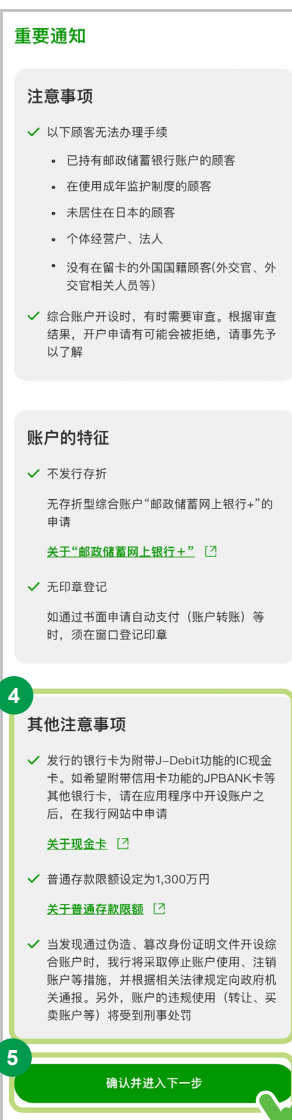 重要通知
注意事项
以下顾客无法办理手续
已持有邮政储蓄银行账户的顾客
在使用成年监护制度的顾客
未居住在日本的顾客
个体经营户、法人
没有在留卡的外国国籍顾客(外交官、外
交官相关人员等)
综合账户开设时，有时需要审查。根据审查
结果，开户申请有可能会被拒绝，请事先予
以了解
账户的特征
不发行存折
无存折型综合账户“邮政储蓄网上银行+”的
申请
关于“邮政储蓄网上银行＋”
无印章登记
如通过书面申请自动支付（账户转账）等
时，须在窗口登记印章
4
其他注意事项
发行的银行卡为附带J–Debit功能的IC现金
卡。如希望附带信用卡功能的JPBANK卡等
其他银行卡，请在应用程序中开设账户之
后，在我行网站中申请
关于现金卡
普通存款限额设定为1,300万円
关于普通存款限额
当发现通过伪造、篡改身份证明文件开设综
合账户时，我行将采取停止账户使用、注销
账户等措施，并根据相关法律规定向政府机
关通报。另外，账户的违规使用（转让、买
卖账户等）将受到刑事处罚
5
确认并进入下一步